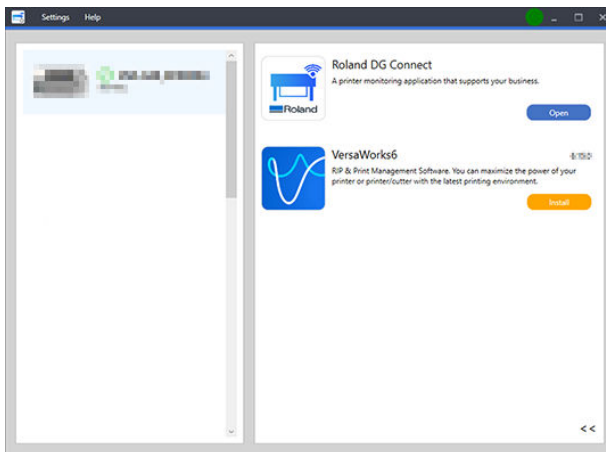 Settings Help
Roland DG Connect
A printer monitoring application that supports your business.
Roland
Open
VersaWorks6
RIP & Print Management Software. You can maximize the power of your
printer or printer/cutter with the latest printing environment.
Install
<<